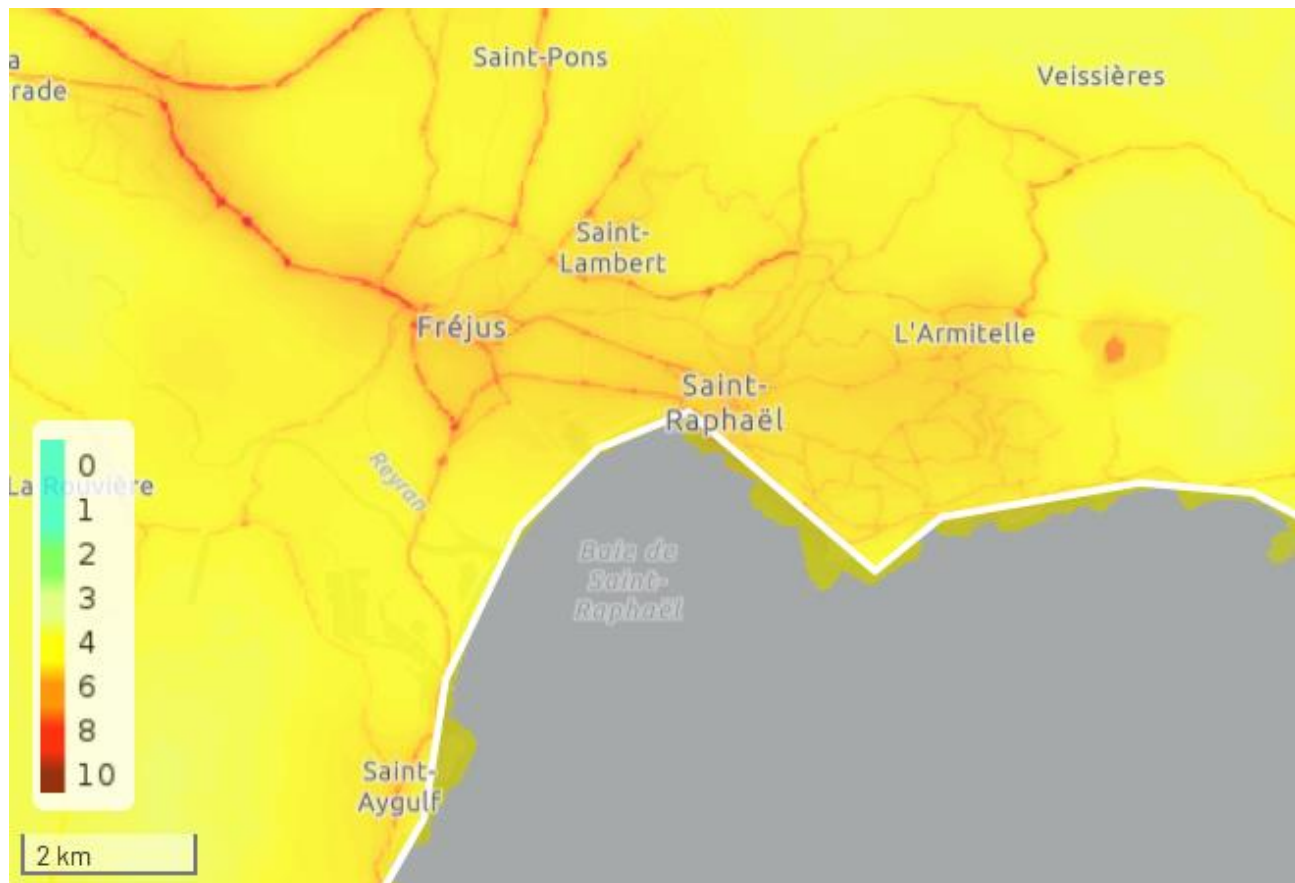 Saint-Pons
Veissières
a
rade
Saint-
Lambert
Fréjus
L'Armitelle
Saint-
Raphaël
Reyran
La Rouvière
Baie de
Saint-
Raphaël
0
1
2
3
4
6
8
10
Saint-
Aygulf
2 km